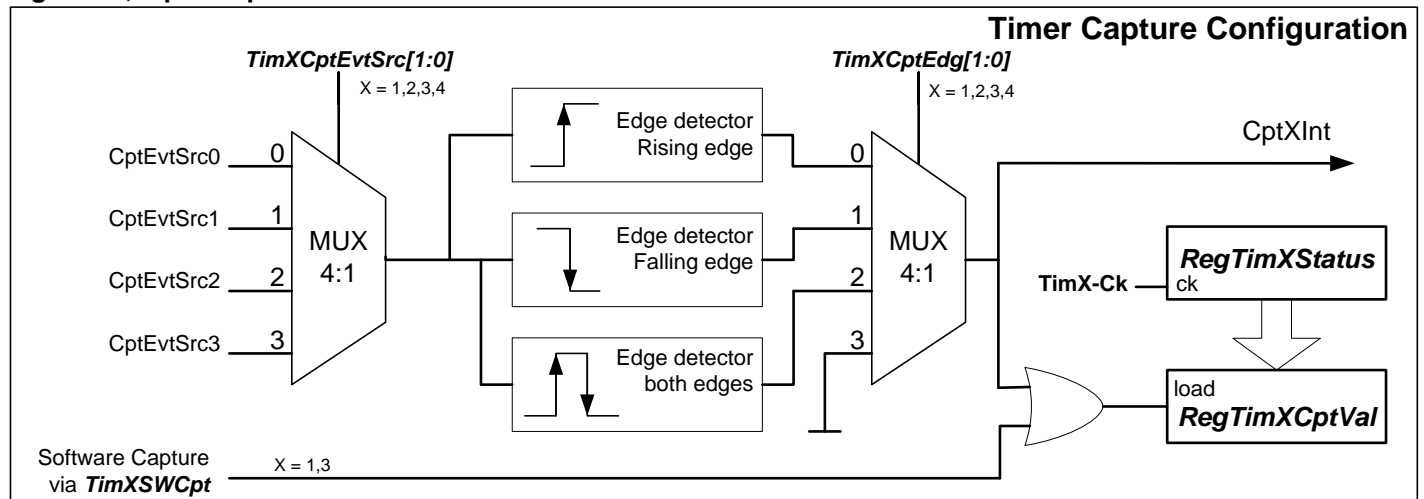 Timer Capture Configuration
TimXCptEvtSrc[1:0]
X = 1,2,3,4
TimXCptEdg[1:0]
X = 1,2,3,4
CptEvtSrc0
0
CptEvtSrc1
1
CptEvtSrc2
2
CptEvtSrc3
3
MUX
4:1
Edge detector
Rising edge
Edge detector
Falling edge
Edge detector
both edges
0
1
2
3
MUX
4:1
CptXInt
TimX-Ck
RegTimXStatus
ck
load
RegTimXCptVal
Software Capture
via TimXSWCpt
X = 1,3